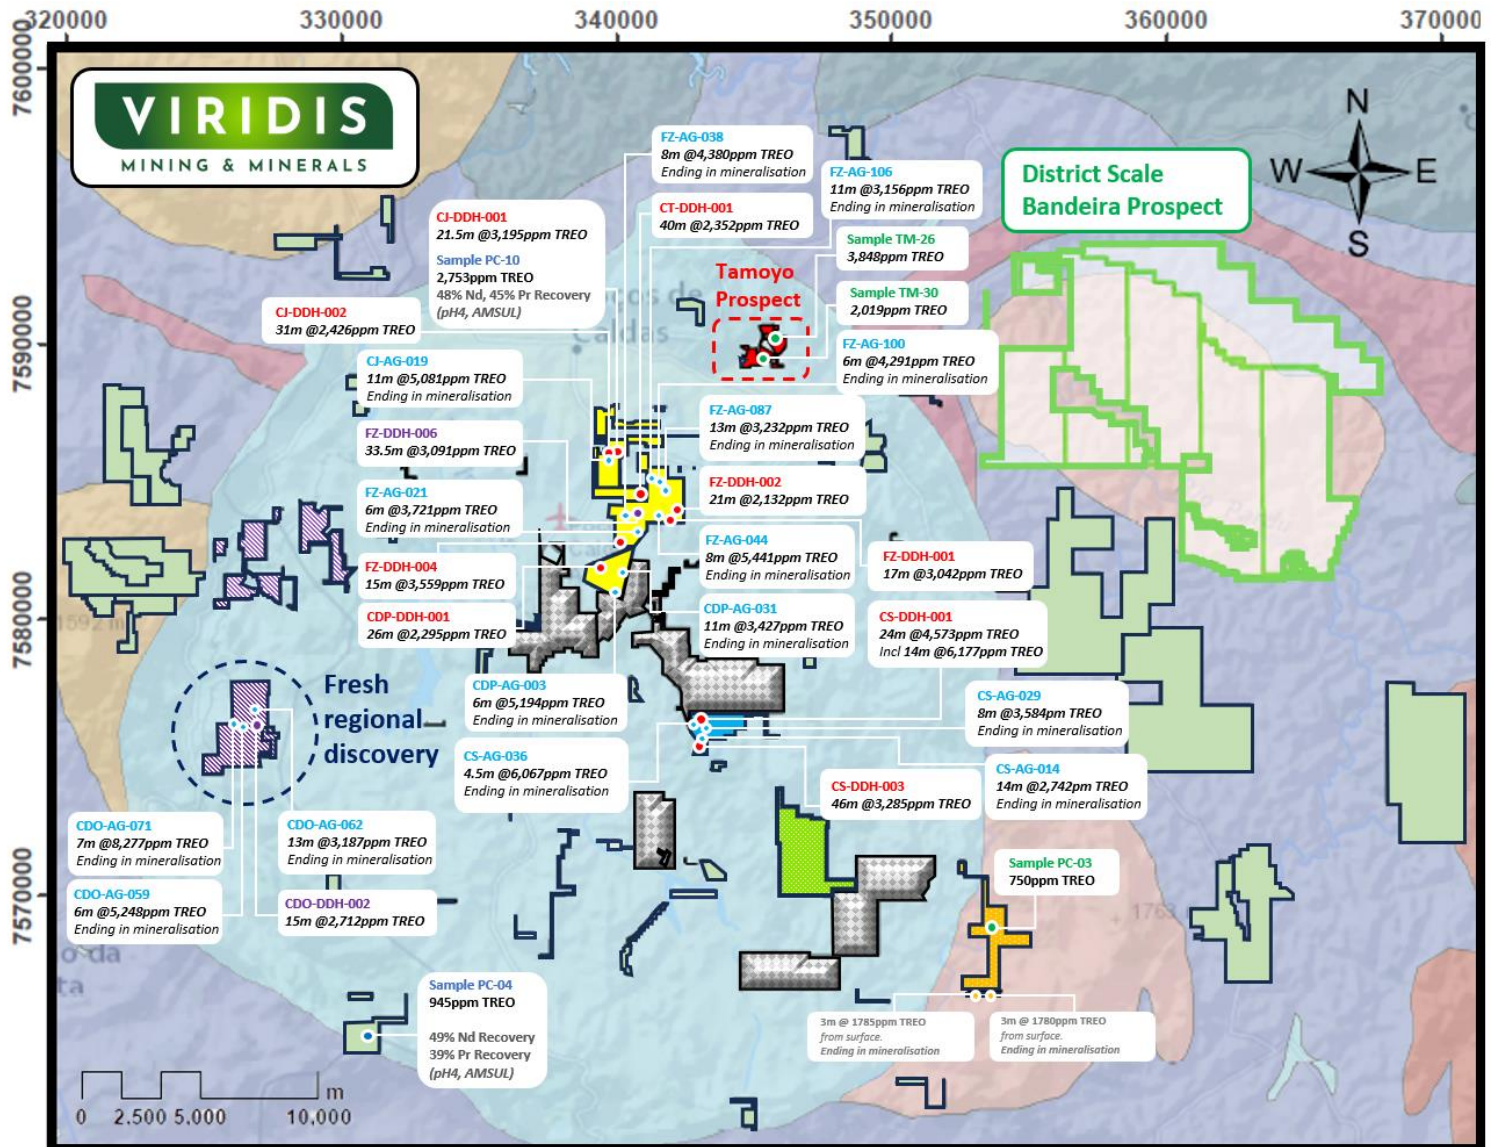 320000 330000 340000 350000 360000 370000
7600000
7590000
7580000
7570000
VIRIDIS
MINING & MINERALS
FZ-AG-038
8m @4,380ppm TREO
Ending in mineralisation
FZ-AG-106
11m @3,156ppm TREO
Ending in mineralisation
District Scale
Bandeira Prospect
N
W E
S
CJ-DDH-001
21.5m @3,195ppm TREO
Sample PC-10
2,753ppm TREO
48% Nd, 45% Pr Recovery
(pH4, AMSUL)
CT-DDH-001
40m @2,352ppm TREO
Sample TM-26
3,848ppm TREO
Tamoyo
Prospect
Sample TM-30
2,019ppm TREO
ços de
Caldas
CJ-DDH-002
31m @2,426ppm TREO
FZ-AG-100
6m @4,291ppm TREO
Ending in mineralisation
CJ-AG-019
11m @5,081ppm TREO
Ending in mineralisation
FZ-AG-087
13m @3,232ppm TREO
Ending in mineralisation
FZ-DDH-006
33.5m @3,091ppm TREO
FZ-DDH-002
21m @2,132ppm TREO
FZ-AG-021
6m @3,721ppm TREO
Ending in mineralisation
FZ-AG-044
8m @5,441ppm TREO
Ending in mineralisation
FZ-DDH-001
17m @3,042ppm TREO
FZ-DDH-004
15m @3,559ppm TREO
CDP-DDH-001
26m @2,295ppm TREO
CDP-AG-031
11m @3,427ppm TREO
Ending in mineralisation
CS-DDH-001
24m @4,573ppm TREO
Incl 14m @6,177ppm TREO
1592 m
Fresh
regional
discovery
CDP-AG-003
6m @5,194ppm TREO
Ending in mineralisation
CS-AG-029
8m @3,584pm TREO
Ending in mineralisation
CS-AG-036
4.5m @6,067ppm TREO
Ending in mineralisation
CS-AG-014
14m @2,742pm TREO
Ending in mineralisation
CS-DDH-003
46m @3,285ppm TREO
CDO-AG-071
7m @8,277ppm TREO
Ending in mineralisation
CDO-AG-062
13m @3,187ppm TREO
Ending in mineralisation
CDO-AG-059
6m @5,248ppm TREO
Ending in mineralisation
CDO-DDH-002
15m @2,712ppm TREO
Sample PC-03
750ppm TREO
1763 m
o da
ta
Sample PC-04
945ppm TREO
49% Nd Recovery
39% Pr Recovery
(pH4, AMSUL)
3m @ 1785ppm TREO
from surface.
Ending in mineralisation
3m @ 1780ppm TREO
from surface.
Ending in mineralisation
m
0 2.500 5.000 10,000